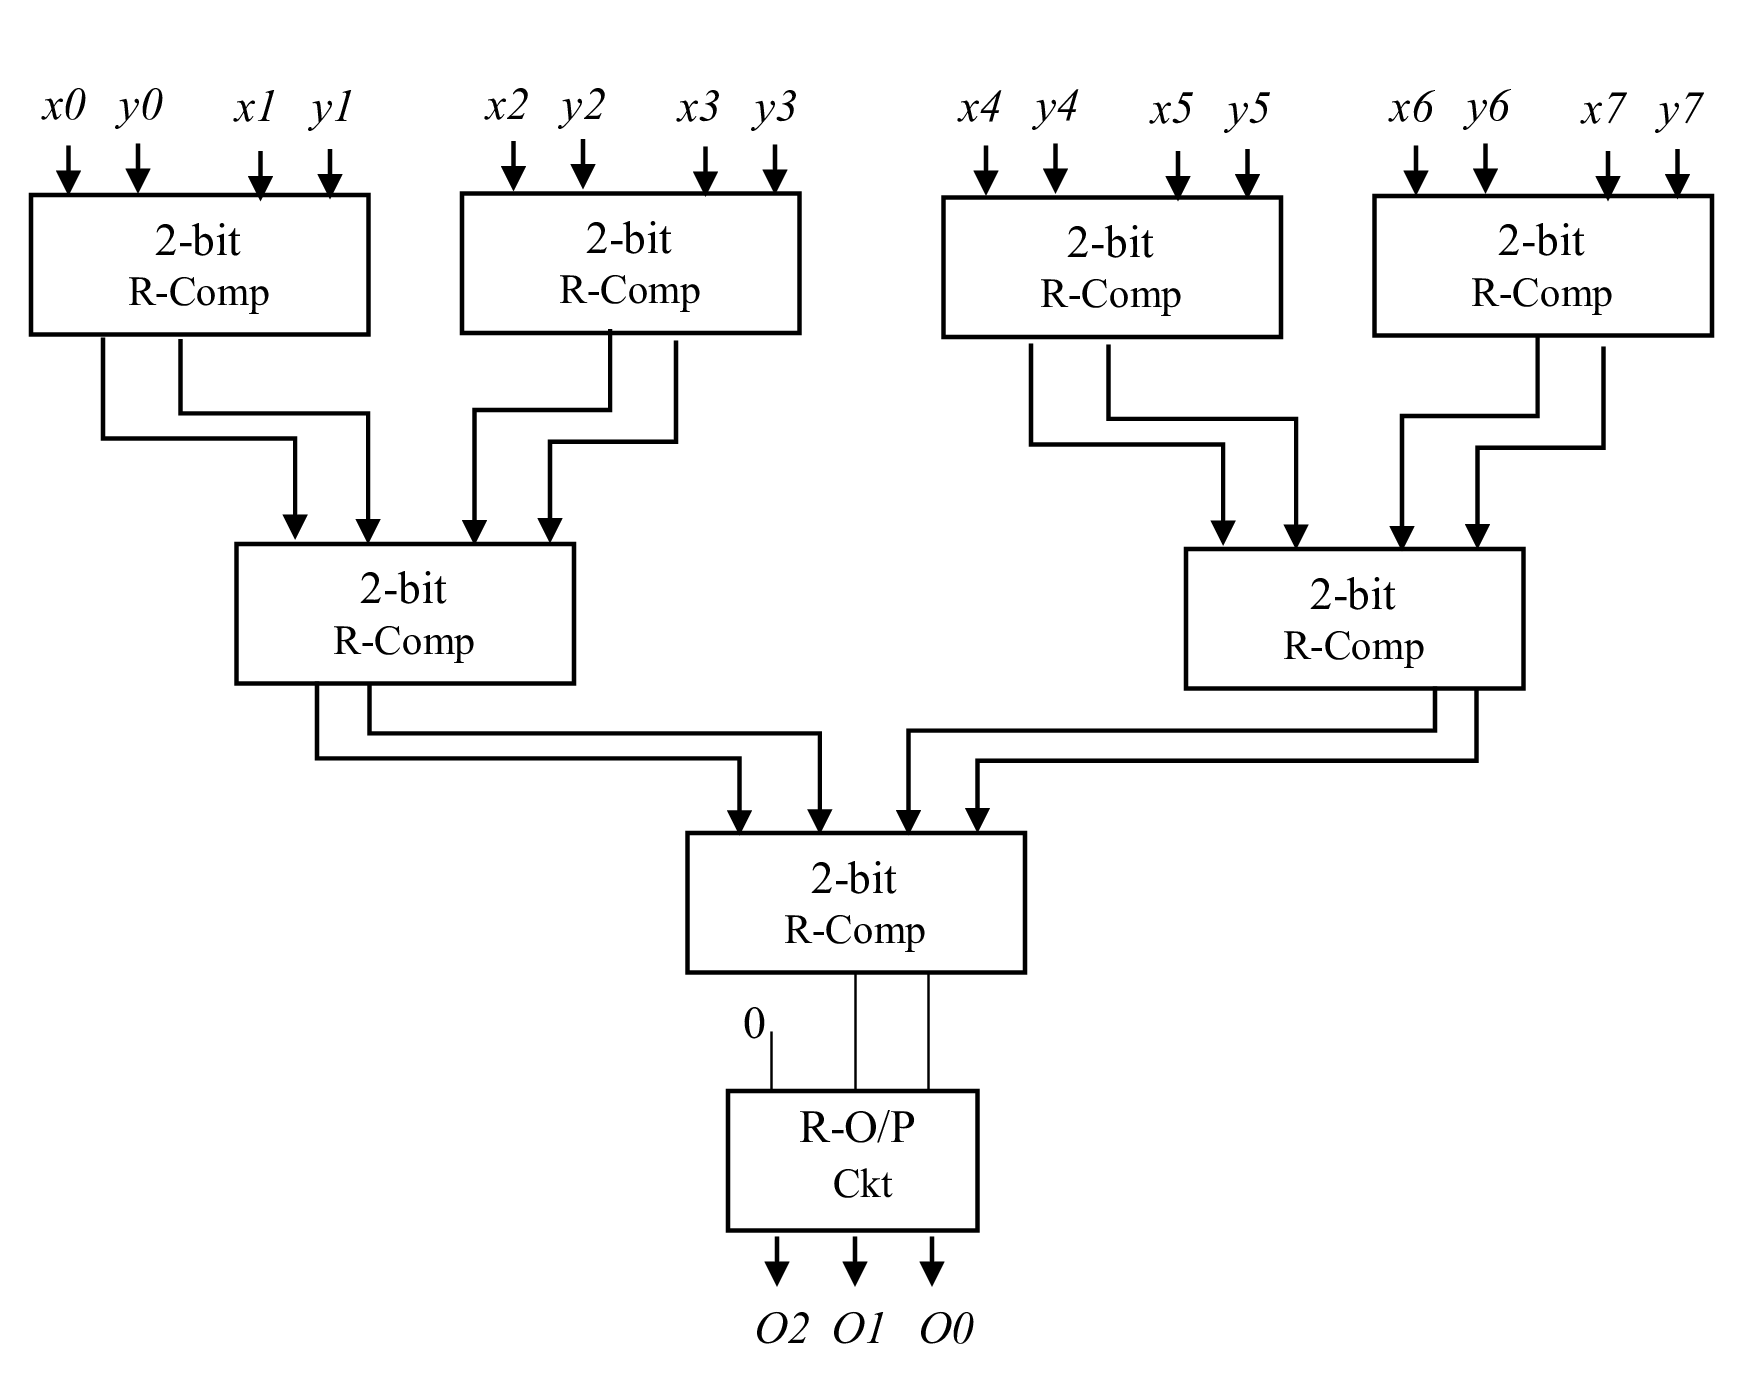 x0 y0 x1 y1 x2 y2 x3 y3 x4 y4 x5 y5 x6 y6 x7 y7
2-bit
R-Comp
2-bit
R-Comp
2-bit
R-Comp
2-bit
R-Comp
2-bit
R-Comp
2-bit
R-Comp
2-bit
R-Comp
0
R-O/P
Ckt
O2 O1 O0